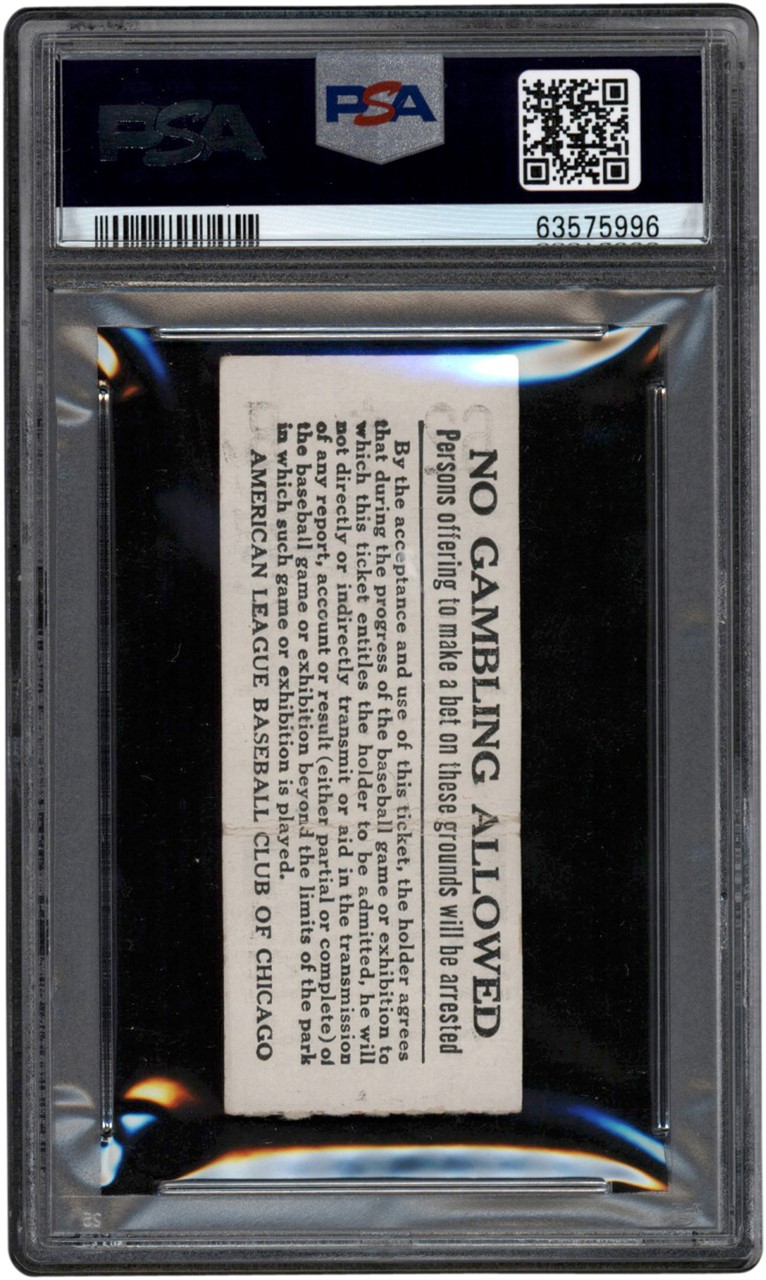 PSA
PSA
63575996
NO GAMBLING ALLOWED
Persons offering to make a bet on these grounds will be arrested
By the acceptance and use of this ticket, the holder agrees
that during the progress of the baseball game or exhibition to
which this ticket entitles the holder to be admitted, he will
not directly or indirectly transmit or aid in the transmission
of any report, account or result (either partial or complete) of
the baseball game or exhibition beyond the limits of the park
in which such game or exhibition is played.
AMERICAN LEAGUE BASEBALL CLUB OF CHICAGO